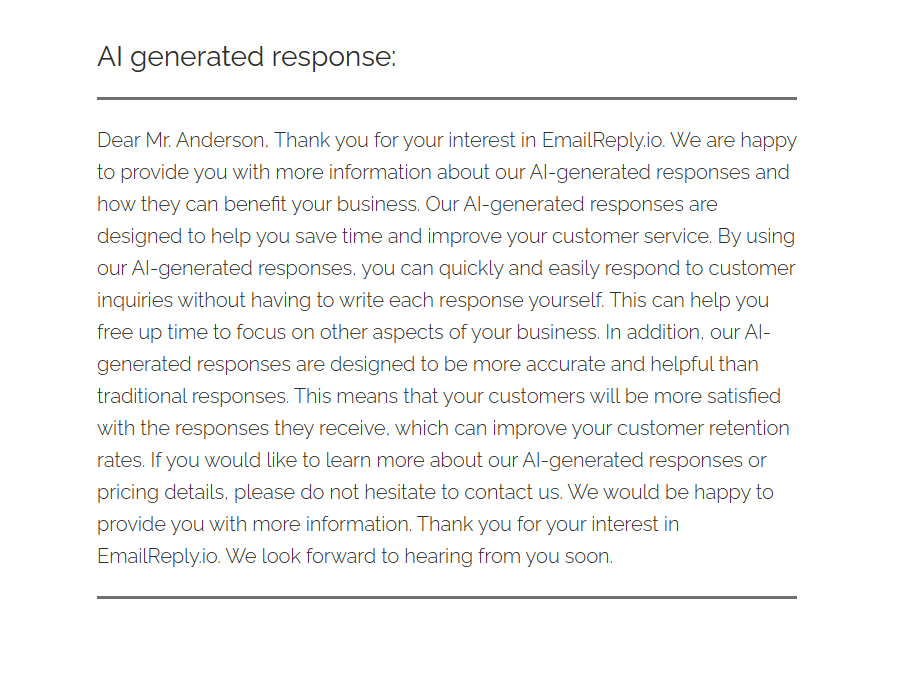 AI generated response:
Dear Mr. Anderson, Thank you for your interest in EmailReply.io. We are happy
to provide you with more information about our AI-generated responses and
how they can benefit your business. Our AI-generated responses are
designed to help you save time and improve your customer service. By using
our AI-generated responses, you can quickly and easily respond to customer
inquiries without having to write each response yourself. This can help you
free up time to focus on other aspects of your business. In addition, our AI-
generated responses are designed to be more accurate and helpful than
traditional responses. This means that your customers will be more satisfied
with the responses they receive, which can improve your customer retention
rates. If you would like to learn more about our AI-generated responses or
pricing details, please do not hesitate to contact us. We would be happy to
provide you with more information. Thank you for your interest in
EmailReply.io. We look forward to hearing from you soon.